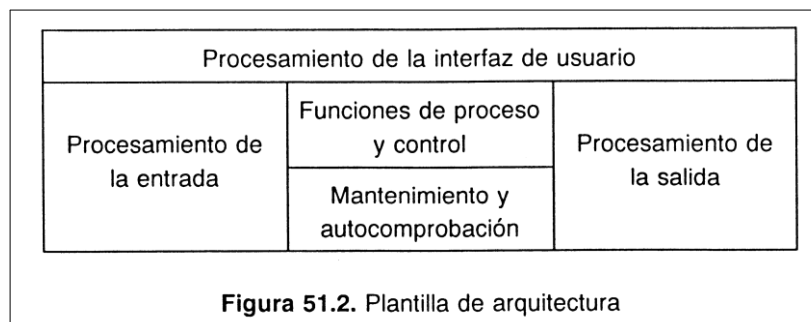 Procesamiento de la interfaz de usuario
Procesamiento de
la entrada
Funciones de proceso
y control
Mantenimiento y
autocomprobación
Procesamiento de
la salida
Figura 51.2. Plantilla de arquitectura